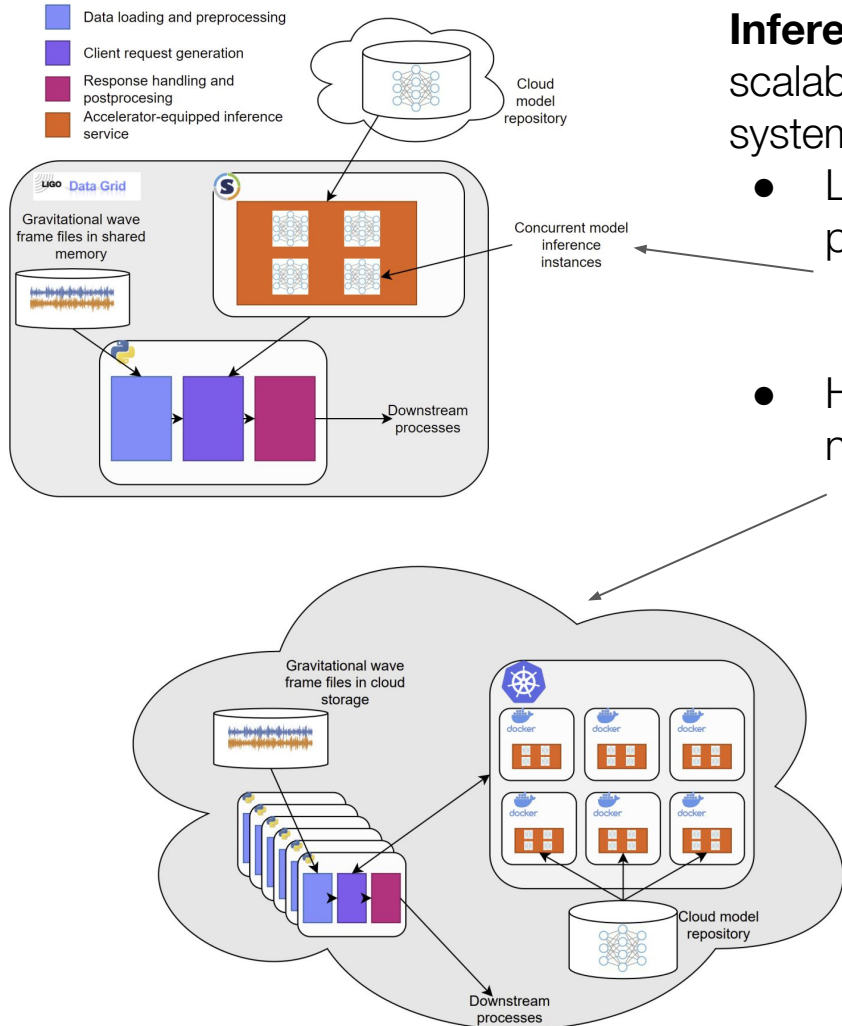 Data loading and preprocessing
Client request generation
Response handling and
postprocesing
Accelerator-equipped inference
service
Cloud
model
repository
LIGO Data Grid
S
Gravitational wave
frame files in shared
memory
Concurrent model
inference
instances
Downstream
processes
Infere
scalab
system
● L
p
● H
n
Gravitational wave
frame files in cloud
storage
docker
docker
docker
docker
docker
docker
Cloud model
repository
Downstream
processes